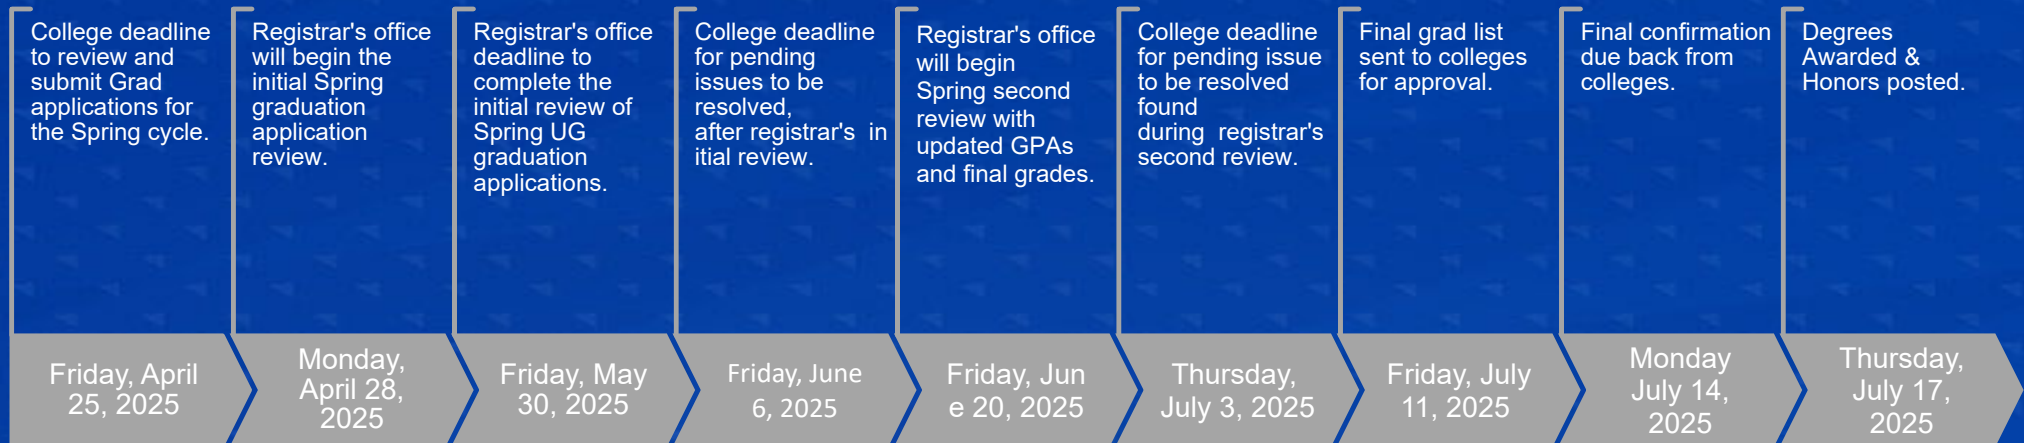 College deadline
to review and
submit Grad
applications for
the Spring cycle.
Registrar's office
will begin the
initial Spring
graduation
application
review.
Registrar's office
deadline to
complete the
initial review of
Spring UG
graduation
applications.
College deadline
for pending
issues to be
resolved,
after registrar's  in
itial review.
Registrar's office
will begin
Spring second
review with
updated GPAs
and final grades.
College deadline
for pending issue
to be resolved
found
during  registrar's
second review.
Final grad list
sent to colleges
for approval.
Final confirmation
due back from
colleges.
Degrees
Awarded &
Honors posted.
Friday, April
25, 2025
Monday,
April 28,
2025
Friday, May
30, 2025
Friday, June
6, 2025
Friday, Jun
e 20, 2025
Thursday,
July 3, 2025
Friday, July
11, 2025
Monday
July 14,
2025
Thursday,
July 17,
2025